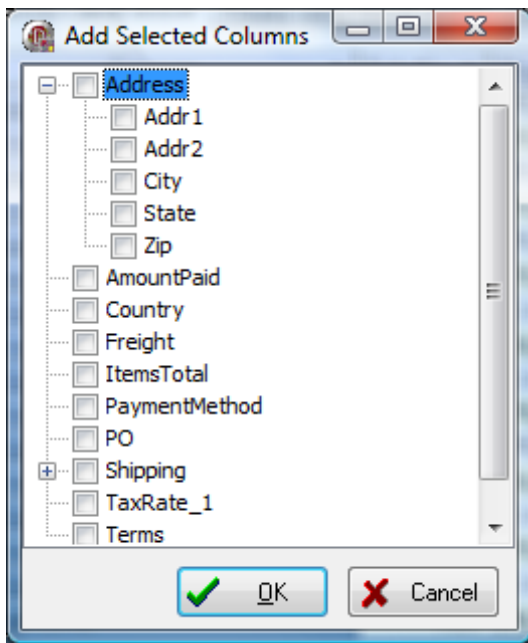 Add Selected Columns
Address
Addr1
Addr2
City
State
Zip
AmountPaid
Country
Freight
ItemsTotal
PaymentMethod
PO
Shipping
TaxRate_1
Terms
OK
Cancel